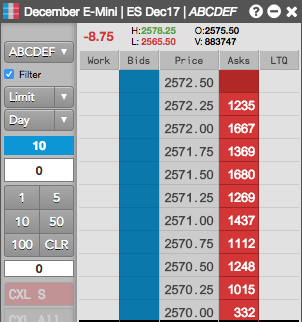 December E-Mini | ES Dec17 | ABCDEF
-8.75 H:2578.25 O:2575.50
L: 2565.50 V: 883747
ABCDEF
Filter
Limit
Day
10
0
1 5
10 50
100 CLR
0
CXL S
CXL All
Work Bids Price Asks LTQ
2572.50
2572.25 1235
2572.00 1667
2571.75 1369
2571.50 1680
2571.25 1269
2571.00 1437
2570.75 1112
2570.50 1248
2570.25 1015
2570.00 332